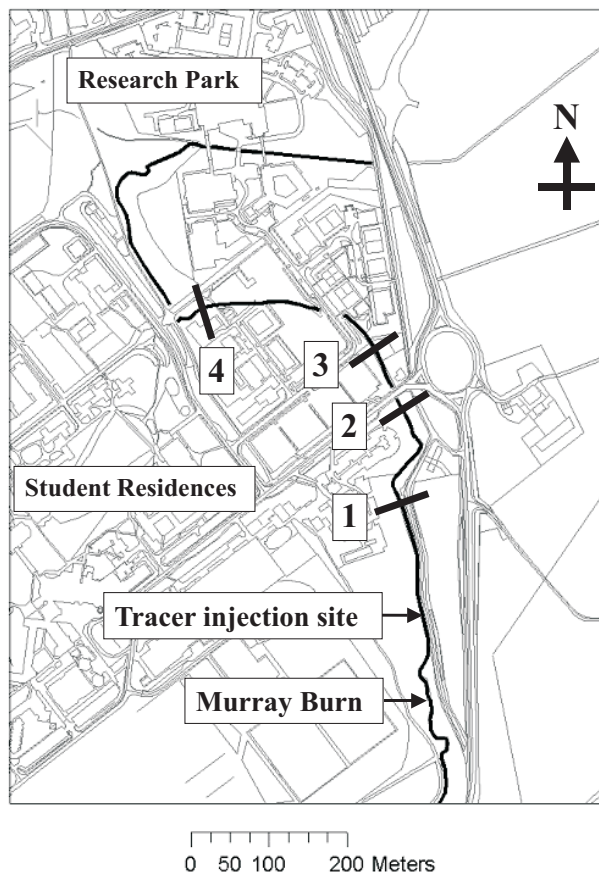 Research Park
N
3
4
2
Student Residences
1
Tracer injection site
Murray Burn
0 50 100 200 Meters